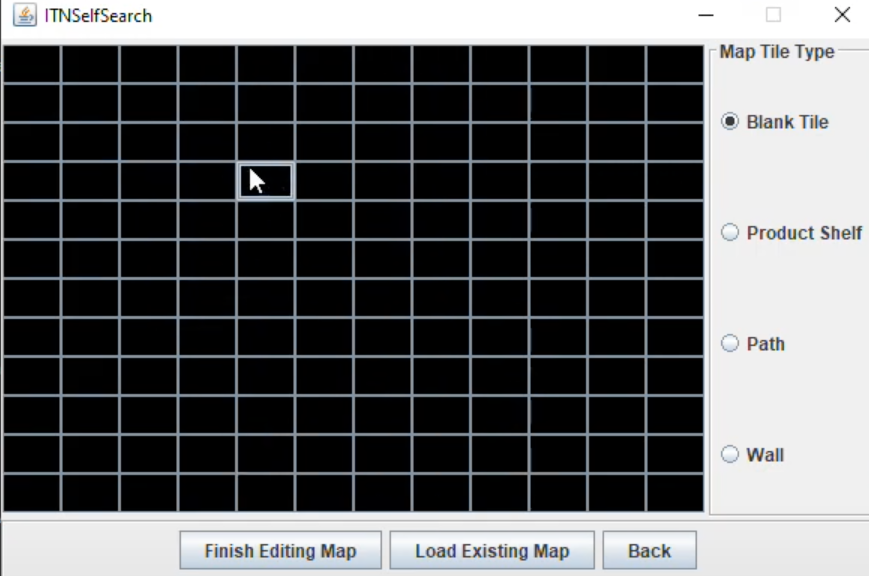 ITNSelfSearch
Map Tile Type
Blank Tile
Product Shelf
Path
Wall
Finish Editing Map
Load Existing Map
Back